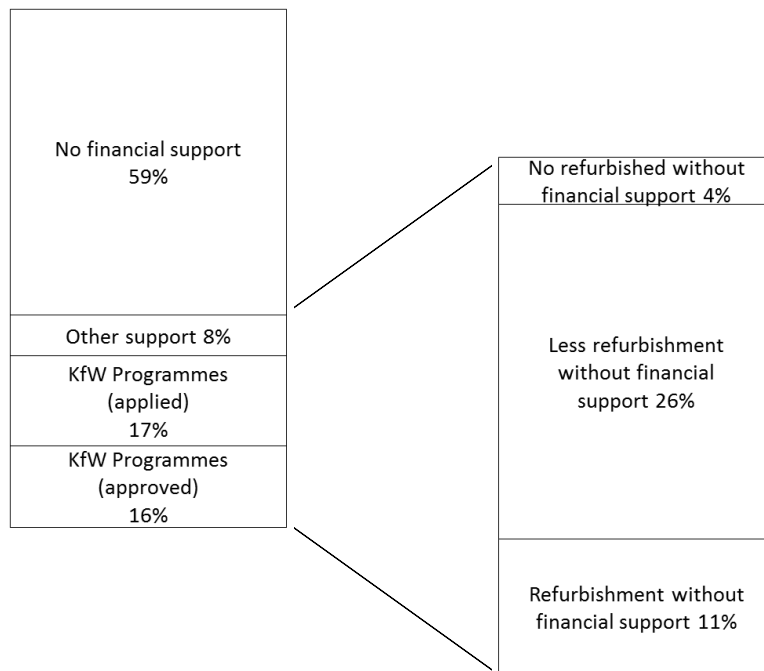 No financial support
59%
Other support 8%
KfW Programmes
(applied)
17%
KfW Programmes
(approved)
16%
No refurbished without
financial support 4%
Less refurbishment
without financial
support 26%
Refurbishment without
financial support 11%